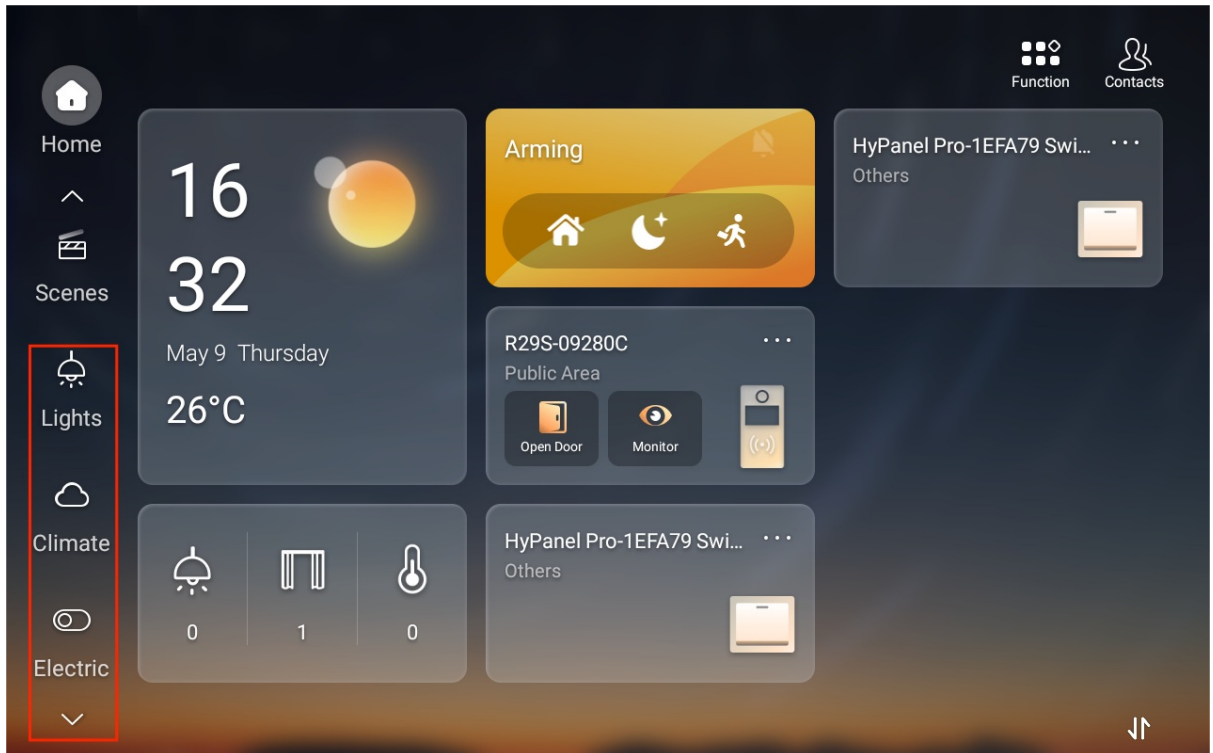 Function
Contacts
Home
Scenes
Lights
Climate
Electric
16
32
May 9 Thursday
26°C
0
1
0
Arming
R29S-09280C
Public Area
Open Door
Monitor
HyPanel Pro-1EFA79 Swi...
Others
HyPanel Pro-1EFA79 Swi...
Others